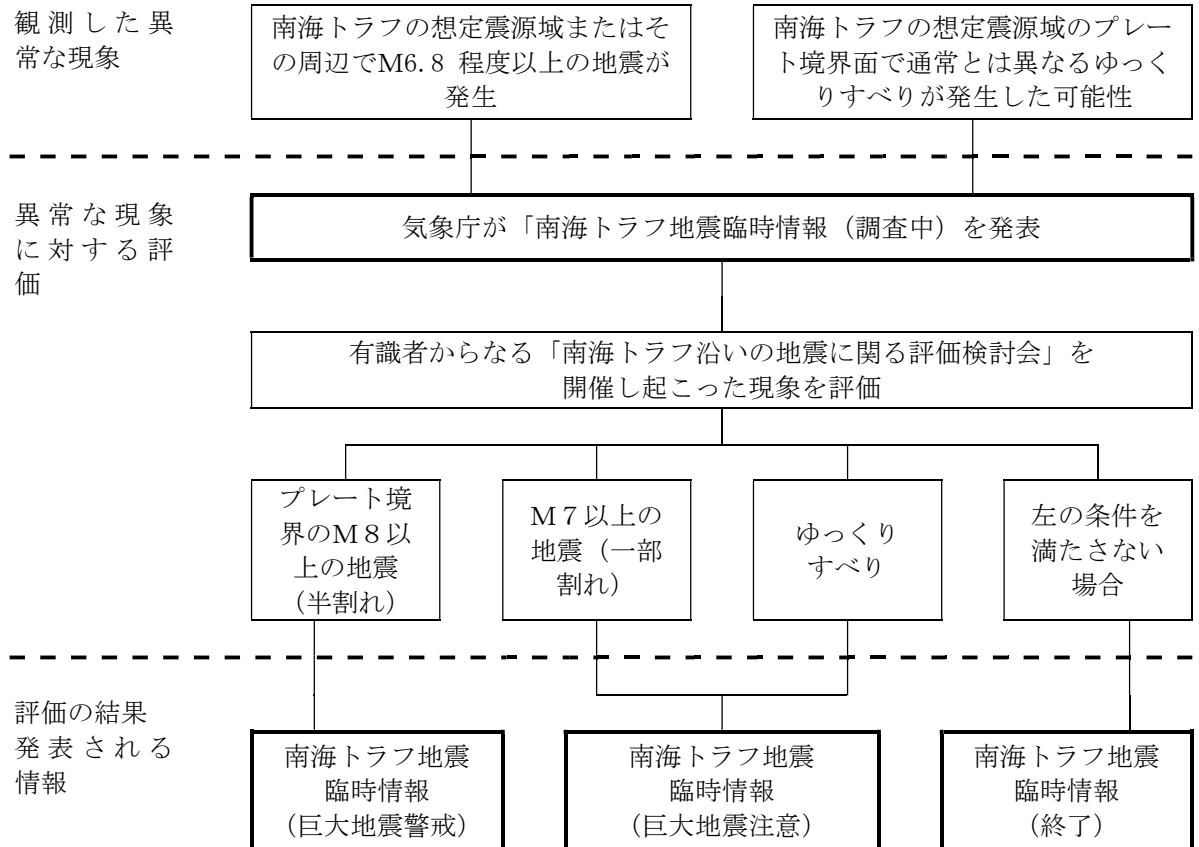 観測した異
常な現象
南海トラフの想定震源域またはそ
の周辺でM6.8 程度以上の地震が
発生
南海トラフの想定震源域のプレー
ト境界面で通常とは異なるゆっく
りすべりが発生した可能性
異常な現象
に対する評
価
気象庁が「南海トラフ地震臨時情報（調査中）を発表
有識者からなる「南海トラフ沿いの地震に関る評価検討会」を
開催し起こった現象を評価
プレート境
界のM８以
上の地震
（半割れ）
M７以上の
地震（一部
割れ）
ゆっくり
すべり
左の条件を
満たさない
場合
評価の結果
発表される
情報
南海トラフ地震
臨時情報
（巨大地震警戒）
南海トラフ地震
臨時情報
（巨大地震注意）
南海トラフ地震
臨時情報
（終了）